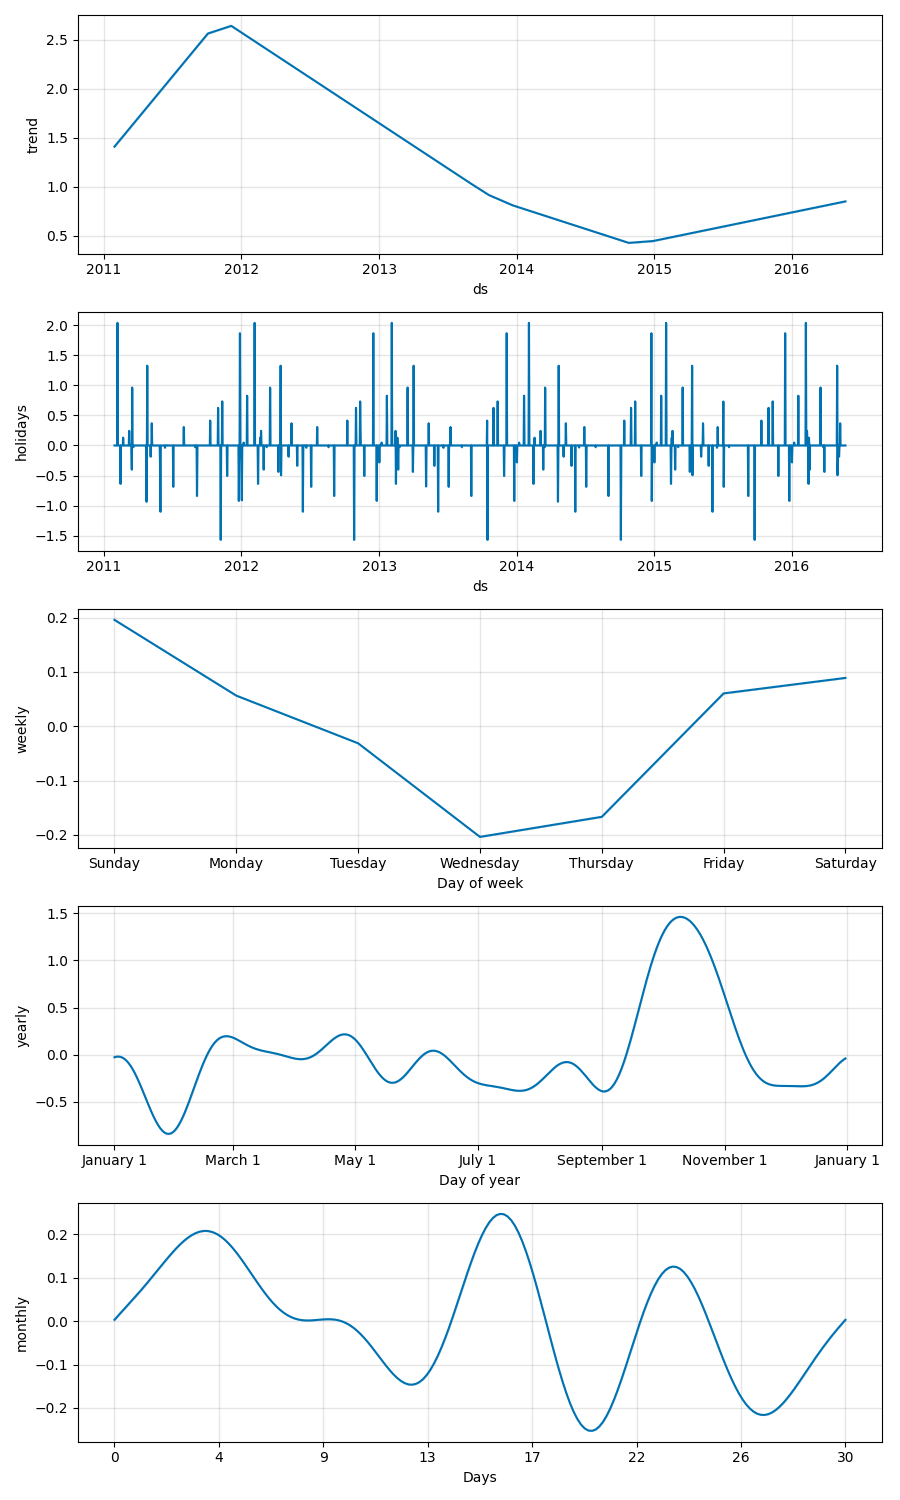 2.5
2.0
1.5
1.0
0.5
trend
2011 2012 2013 2014 2015 2016
ds
2.0
1.5
1.0
0.5
0.0
−0.5
−1.0
−1.5
holidays
2011 2012 2013 2014 2015 2016
ds
0.2
0.1
0.0
−0.1
−0.2
weekly
Sunday Monday Tuesday Wednesday Thursday Friday Saturday
Day of week
1.5
1.0
0.5
0.0
−0.5
yearly
January 1 March 1 May 1 July 1 September 1 November 1 January 1
Day of year
0.2
0.1
0.0
−0.1
−0.2
monthly
0 4 9 13 17 22 26 30
Days